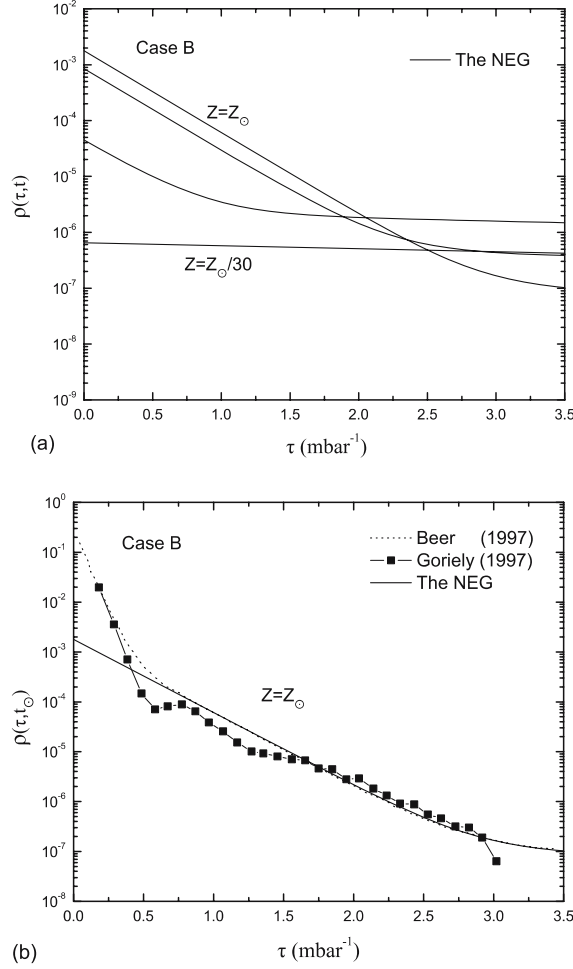 10⁻²
10⁻³
10⁻⁴
10⁻⁵
10⁻⁶
10⁻⁷
10⁻⁸
10⁻⁹
ρ(τ,t)
Case B
The NEG
Z=Z⊙
Z=Z⊙/30
0.0 0.5 1.0 1.5 2.0 2.5 3.0 3.5
(a)
τ (mbar⁻¹)
10⁰
10⁻¹
10⁻²
10⁻³
10⁻⁴
10⁻⁵
10⁻⁶
10⁻⁷
10⁻⁸
ρ(τ,t⊙)
Case B
Beer (1997)
Goriely (1997)
The NEG
Z=Z⊙
0.0 0.5 1.0 1.5 2.0 2.5 3.0 3.5
(b)
τ (mbar⁻¹)